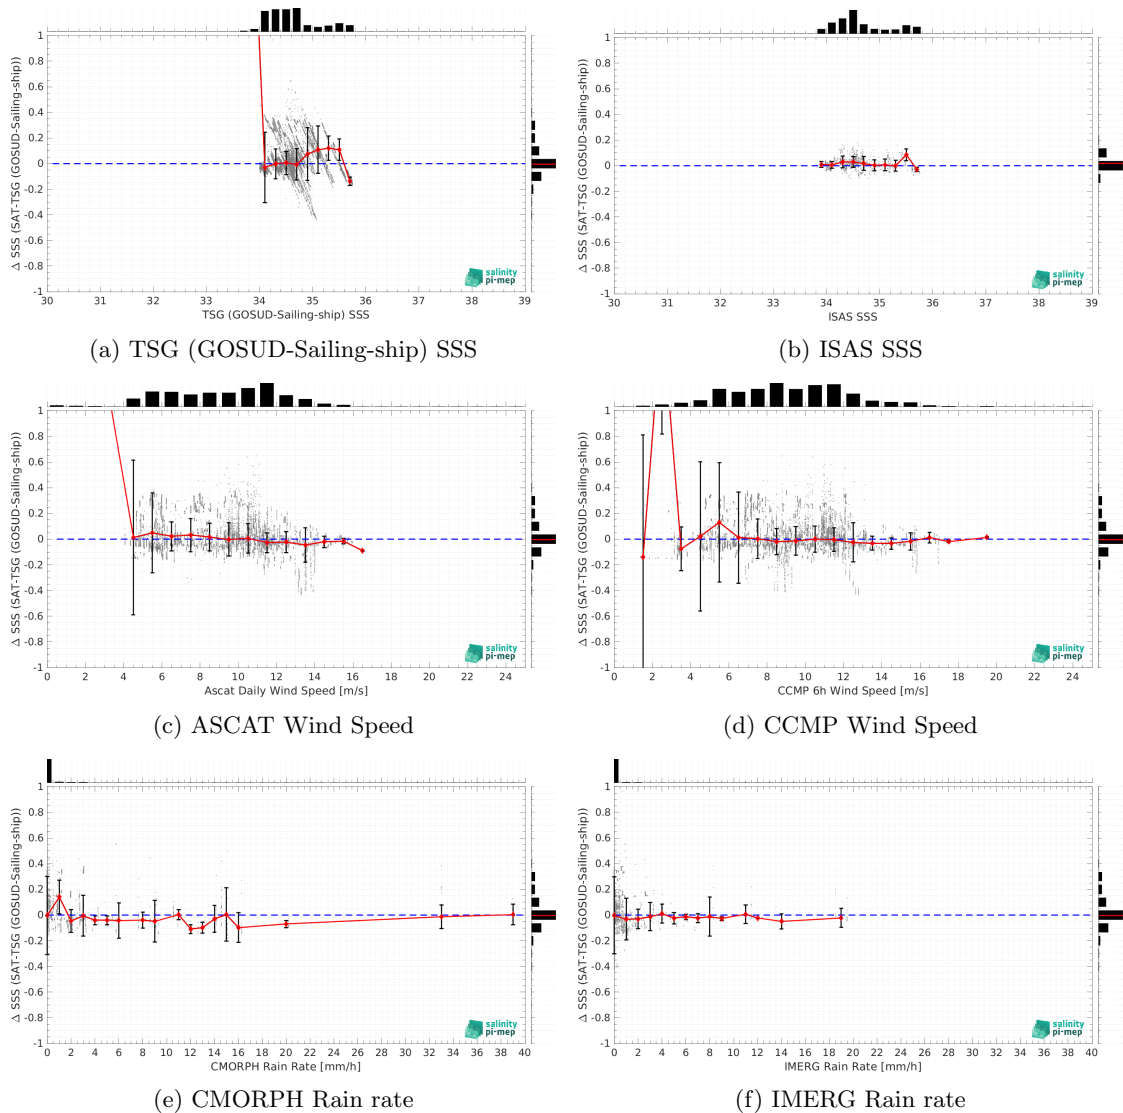 1
0.8
0.6
0.4
0.2
0
-0.2
-0.4
-0.6
-0.8
-1
Δ SSS (SAT-TSG (GOSUD-Sailing-ship))
30 31 32 33 34 35 36 37 38 39
TSG (GOSUD-Sailing-ship) SSS
salinity
pi-mep
(a) TSG (GOSUD-Sailing-ship) SSS
1
0.8
0.6
0.4
0.2
0
-0.2
-0.4
-0.6
-0.8
-1
Δ SSS (SAT-TSG (GOSUD-Sailing-ship))
30 31 32 33 34 35 36 37 38 39
ISAS SSS
salinity
pi-mep
(b) ISAS SSS
1
0.8
0.6
0.4
0.2
0
-0.2
-0.4
-0.6
-0.8
-1
Δ SSS (SAT-TSG (GOSUD-Sailing-ship))
0 2 4 6 8 10 12 14 16 18 20 22 24
Ascat Daily Wind Speed [m/s]
salinity
pi-mep
(c) ASCAT Wind Speed
1
0.8
0.6
0.4
0.2
0
-0.2
-0.4
-0.6
-0.8
-1
Δ SSS (SAT-TSG (GOSUD-Sailing-ship))
0 2 4 6 8 10 12 14 16 18 20 22 24
CCMP 6h Wind Speed [m/s]
salinity
pi-mep
(d) CCMP Wind Speed
1
0.8
0.6
0.4
0.2
0
-0.2
-0.4
-0.6
-0.8
-1
Δ SSS (SAT-TSG (GOSUD-Sailing-ship))
0 2 4 6 8 10 12 14 16 18 20 22 24 26 28 30 32 34 36 38 40
CMORPH Rain Rate [mm/h]
salinity
pi-mep
(e) CMORPH Rain rate
1
0.8
0.6
0.4
0.2
0
-0.2
-0.4
-0.6
-0.8
-1
Δ SSS (SAT-TSG (GOSUD-Sailing-ship))
0 2 4 6 8 10 12 14 16 18 20 22 24 26 28 30 32 34 36 38 40
IMERG Rain Rate [mm/h]
salinity
pi-mep
(f) IMERG Rain rate